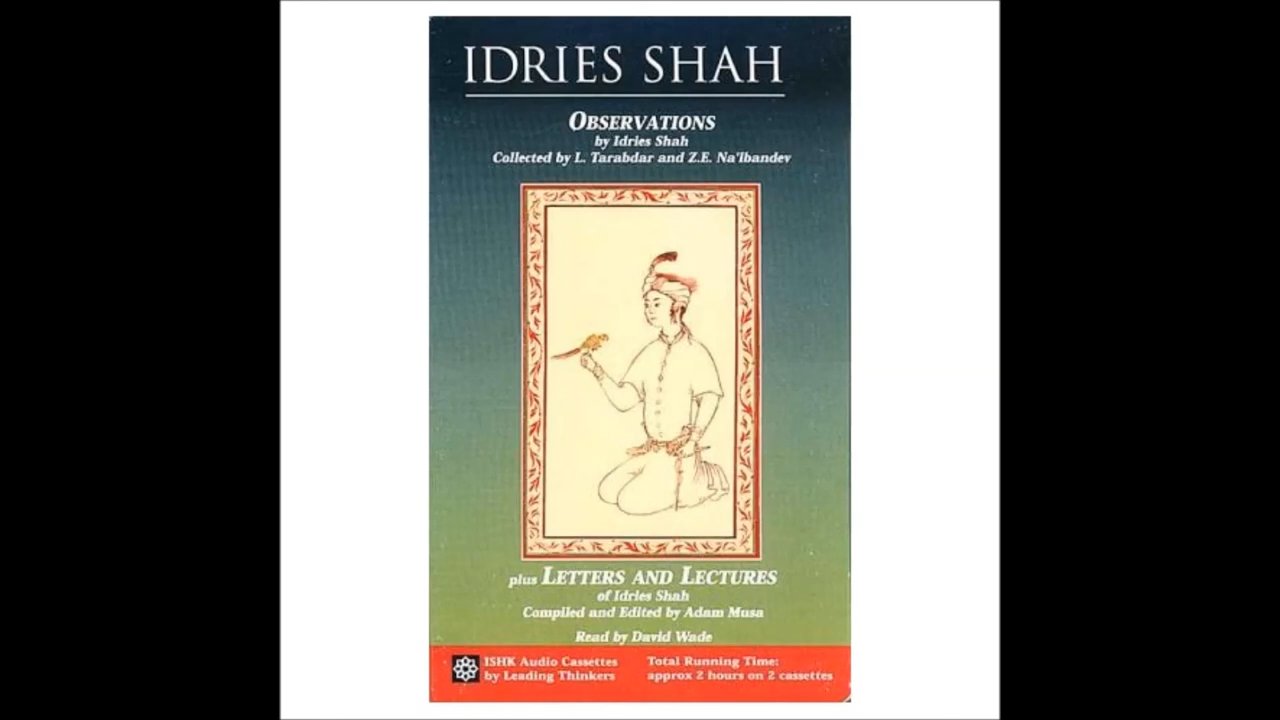 IDRIES SHAH
OBSERVATIONS
by Idries Shah
Collected by L. Tarabdar and Z.E. Na'lbandev
plus LETTERS AND LECTURES
of Idries Shah
Compiled and Edited by Adam Musa
Read by David Wade
ISHK Audio Cassettes
by Leading Thinkers
Total Running Time:
approx 2 hours on 2 cassettes